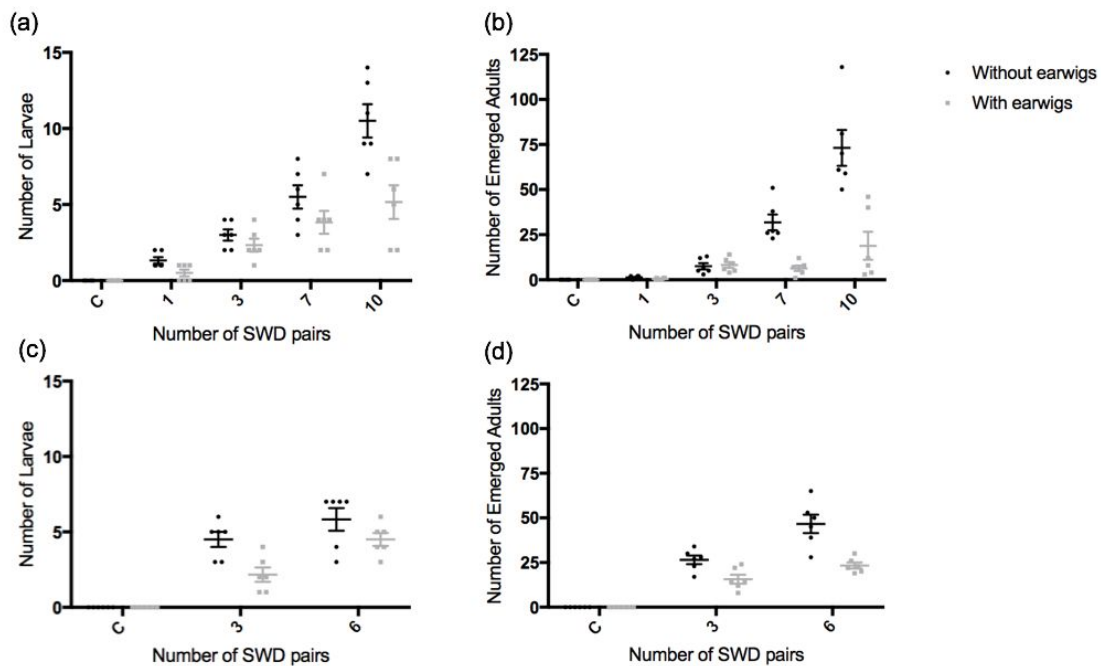 (a)
Number of Larvae
15
10
5
0
C 1 3 7 10
Number of SWD pairs
(b)
Number of Emerged Adults
125
100
75
50
25
0
C 1 3 7 10
Number of SWD pairs
Without earwigs
With earwigs
(c)
Number of Larvae
15
10
5
0
C 3 6
Number of SWD pairs
(d)
Number of Emerged Adults
125
100
75
50
25
0
C 3 6
Number of SWD pairs